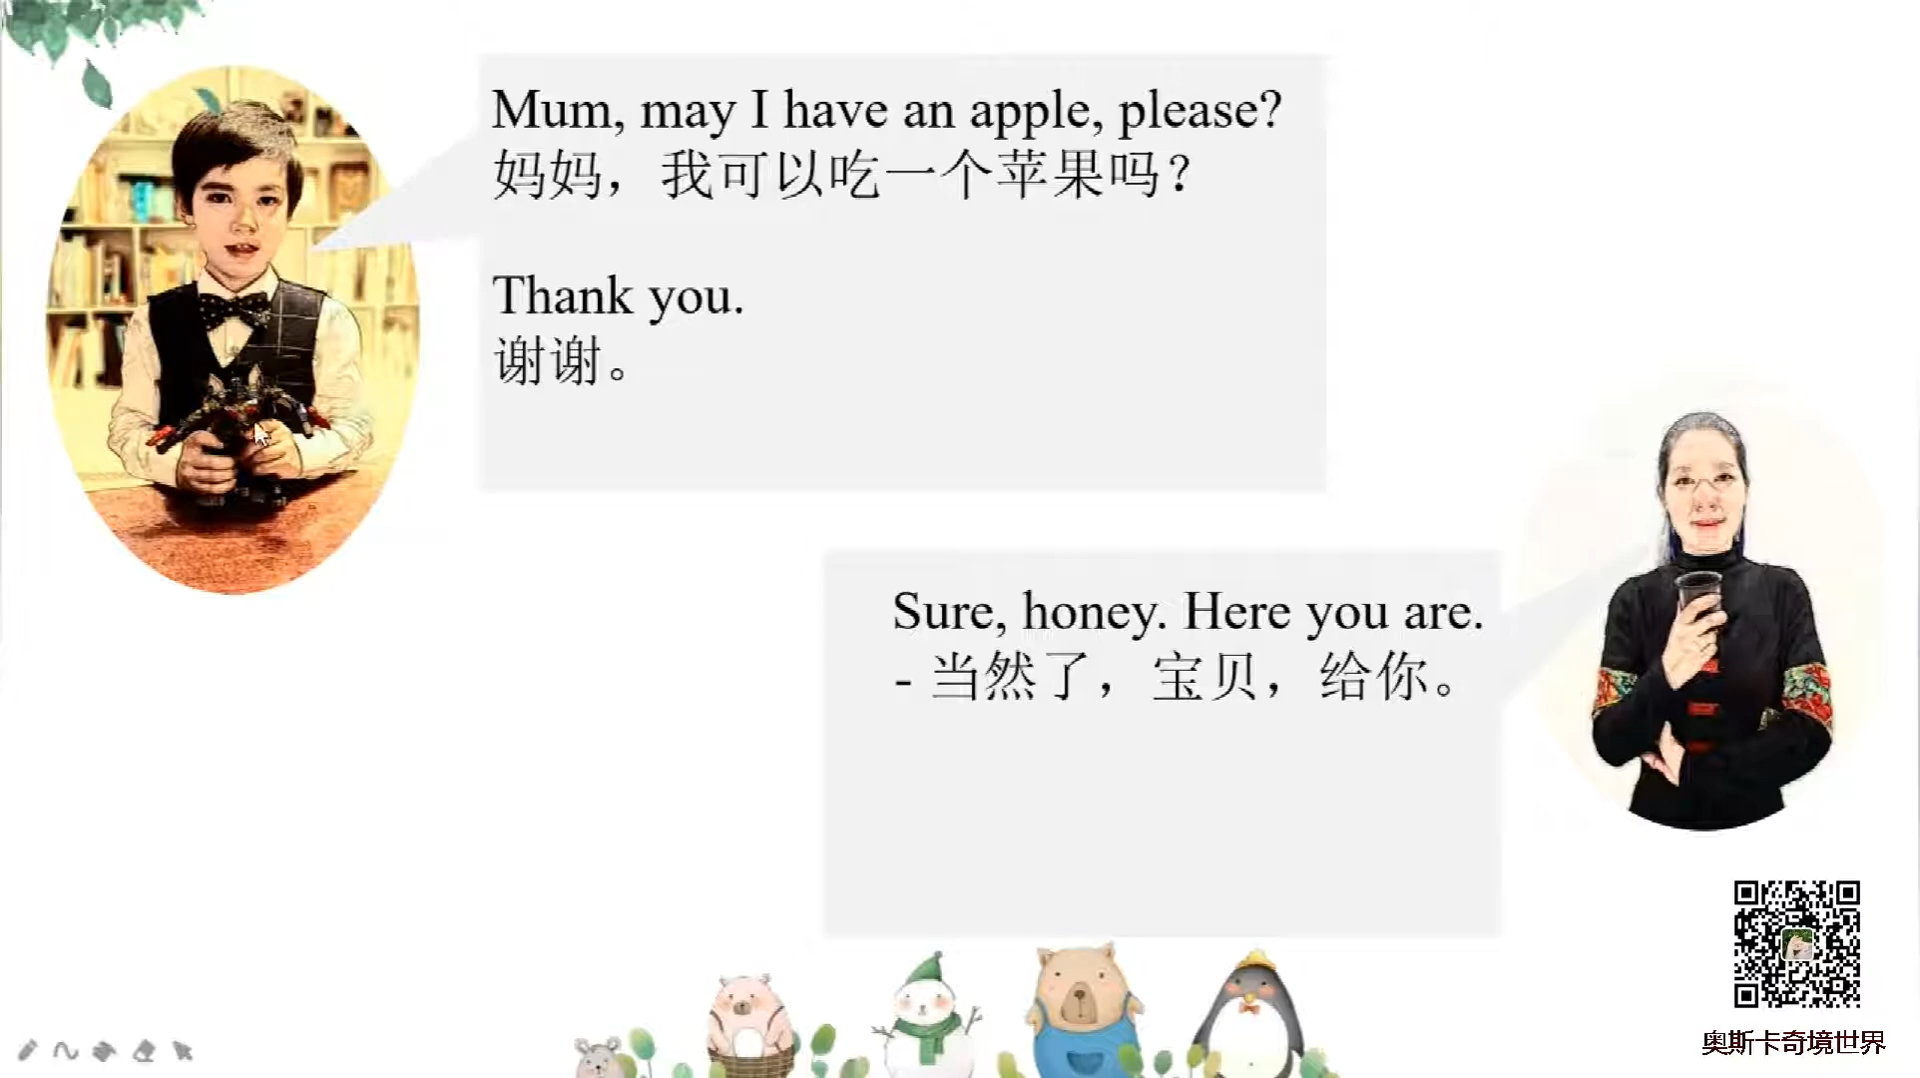 Mum, may I have an apple, please?
妈妈，我可以吃一个苹果吗？
Thank you.
谢谢。
Sure, honey. Here you are.
- 当然了，宝贝，给你。
奥斯卡奇境世界